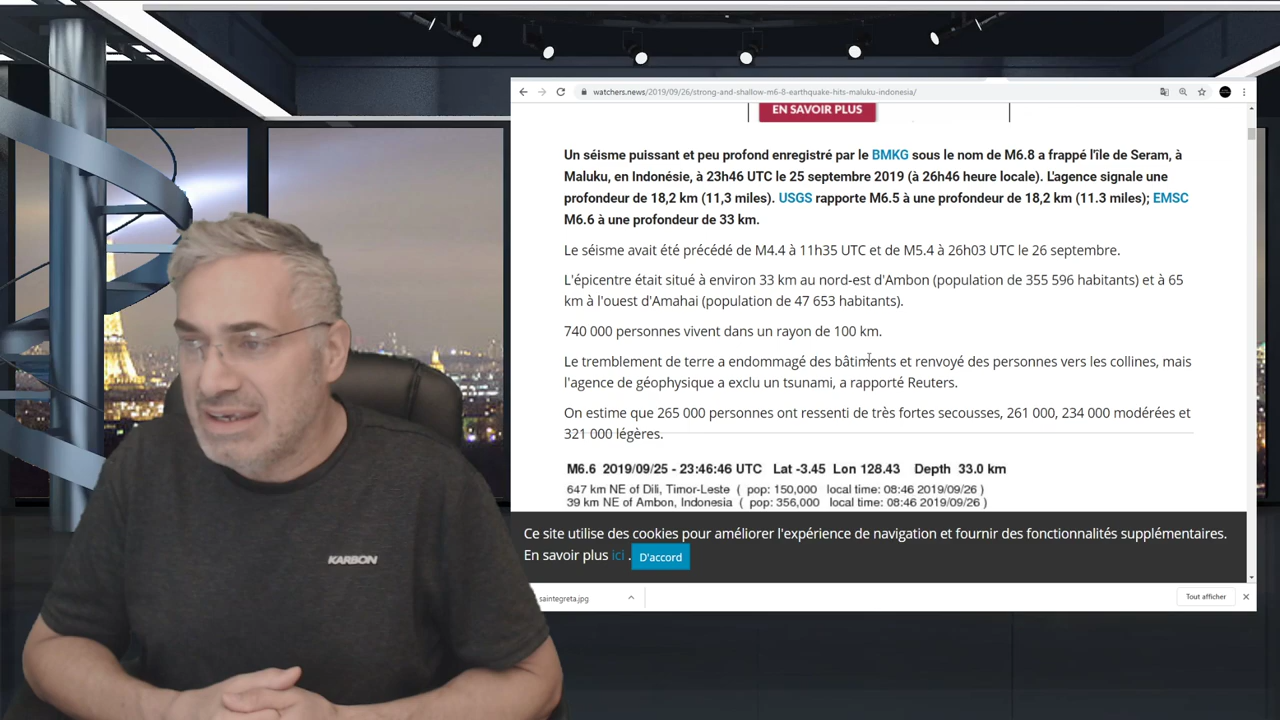 watchers.news/2019/09/26/strong-and-shallow-m6-8-earthquake-hits-maluku-indonesia/
EN SAVOIR PLUS
Un séisme puissant et peu profond enregistré par le BMKG sous le nom de M6.8 a frappé l'île de Seram, à
Maluku, en Indonésie, à 23h46 UTC le 25 septembre 2019 (à 26h46 heure locale). L'agence signale une
profondeur de 18,2 km (11,3 miles). USGS rapporte M6.5 à une profondeur de 18,2 km (11.3 miles); EMSC
M6.6 à une profondeur de 33 km.
Le séisme avait été précédé de M4.4 à 11h35 UTC et de M5.4 à 26h03 UTC le 26 septembre.
L'épicentre était situé à environ 33 km au nord-est d'Ambon (population de 355 596 habitants) et à 65
km à l'ouest d'Amahai (population de 47 653 habitants).
740 000 personnes vivent dans un rayon de 100 km.
Le tremblement de terre a endommagé des bâtiments et renvoyé des personnes vers les collines, mais
l'agence de géophysique a exclu un tsunami, a rapporté Reuters.
On estime que 265 000 personnes ont ressenti de très fortes secousses, 261 000, 234 000 modérées et
321 000 légères.
M6.6 2019/09/25 - 23:46:46 UTC Lat -3.45 Lon 128.43 Depth 33.0 km
647 km NE of Dili, Timor-Leste ( pop: 150,000 local time: 08:46 2019/09/26 )
39 km NE of Ambon, Indonesia ( pop: 356,000 local time: 08:46 2019/09/26 )
Ce site utilise des cookies pour améliorer l'expérience de navigation et fournir des fonctionnalités supplémentaires.
En savoir plus ici . D'accord
saintegreta.jpg
Tout afficher
KARBON